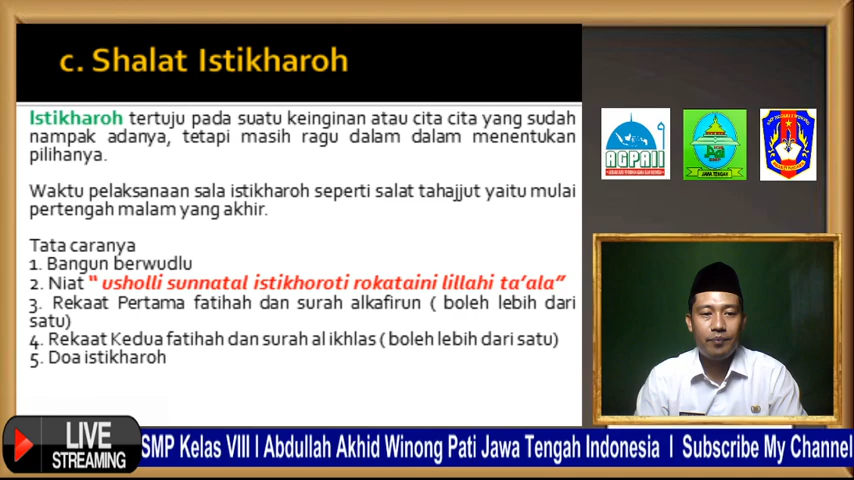 c. Shalat Istikharoh
Istikharoh tertuju pada suatu keinginan atau cita cita yang sudah
nampak adanya, tetapi masih ragu dalam dalam menentukan
pilihanya.
Waktu pelaksanaan sala istikharoh seperti salat tahajjut yaitu mulai
pertengah malam yang akhir.
Tata caranya
1. Bangun berwudlu
2. Niat “ usholli sunnatal istikhoroti rokataini lillahi ta’ala”
3. Rekaat Pertama fatihah dan surah alkafirun ( boleh lebih dari
satu)
4. Rekaat Kedua fatihah dan surah al ikhlas ( boleh lebih dari satu)
5. Doa istikharoh
AGPAII
JAWA TENGAH
LIVE
STREAMING
SMP Kelas VIII I Abdullah Akhid Winong Pati Jawa Tengah Indonesia I Subscribe My Channel